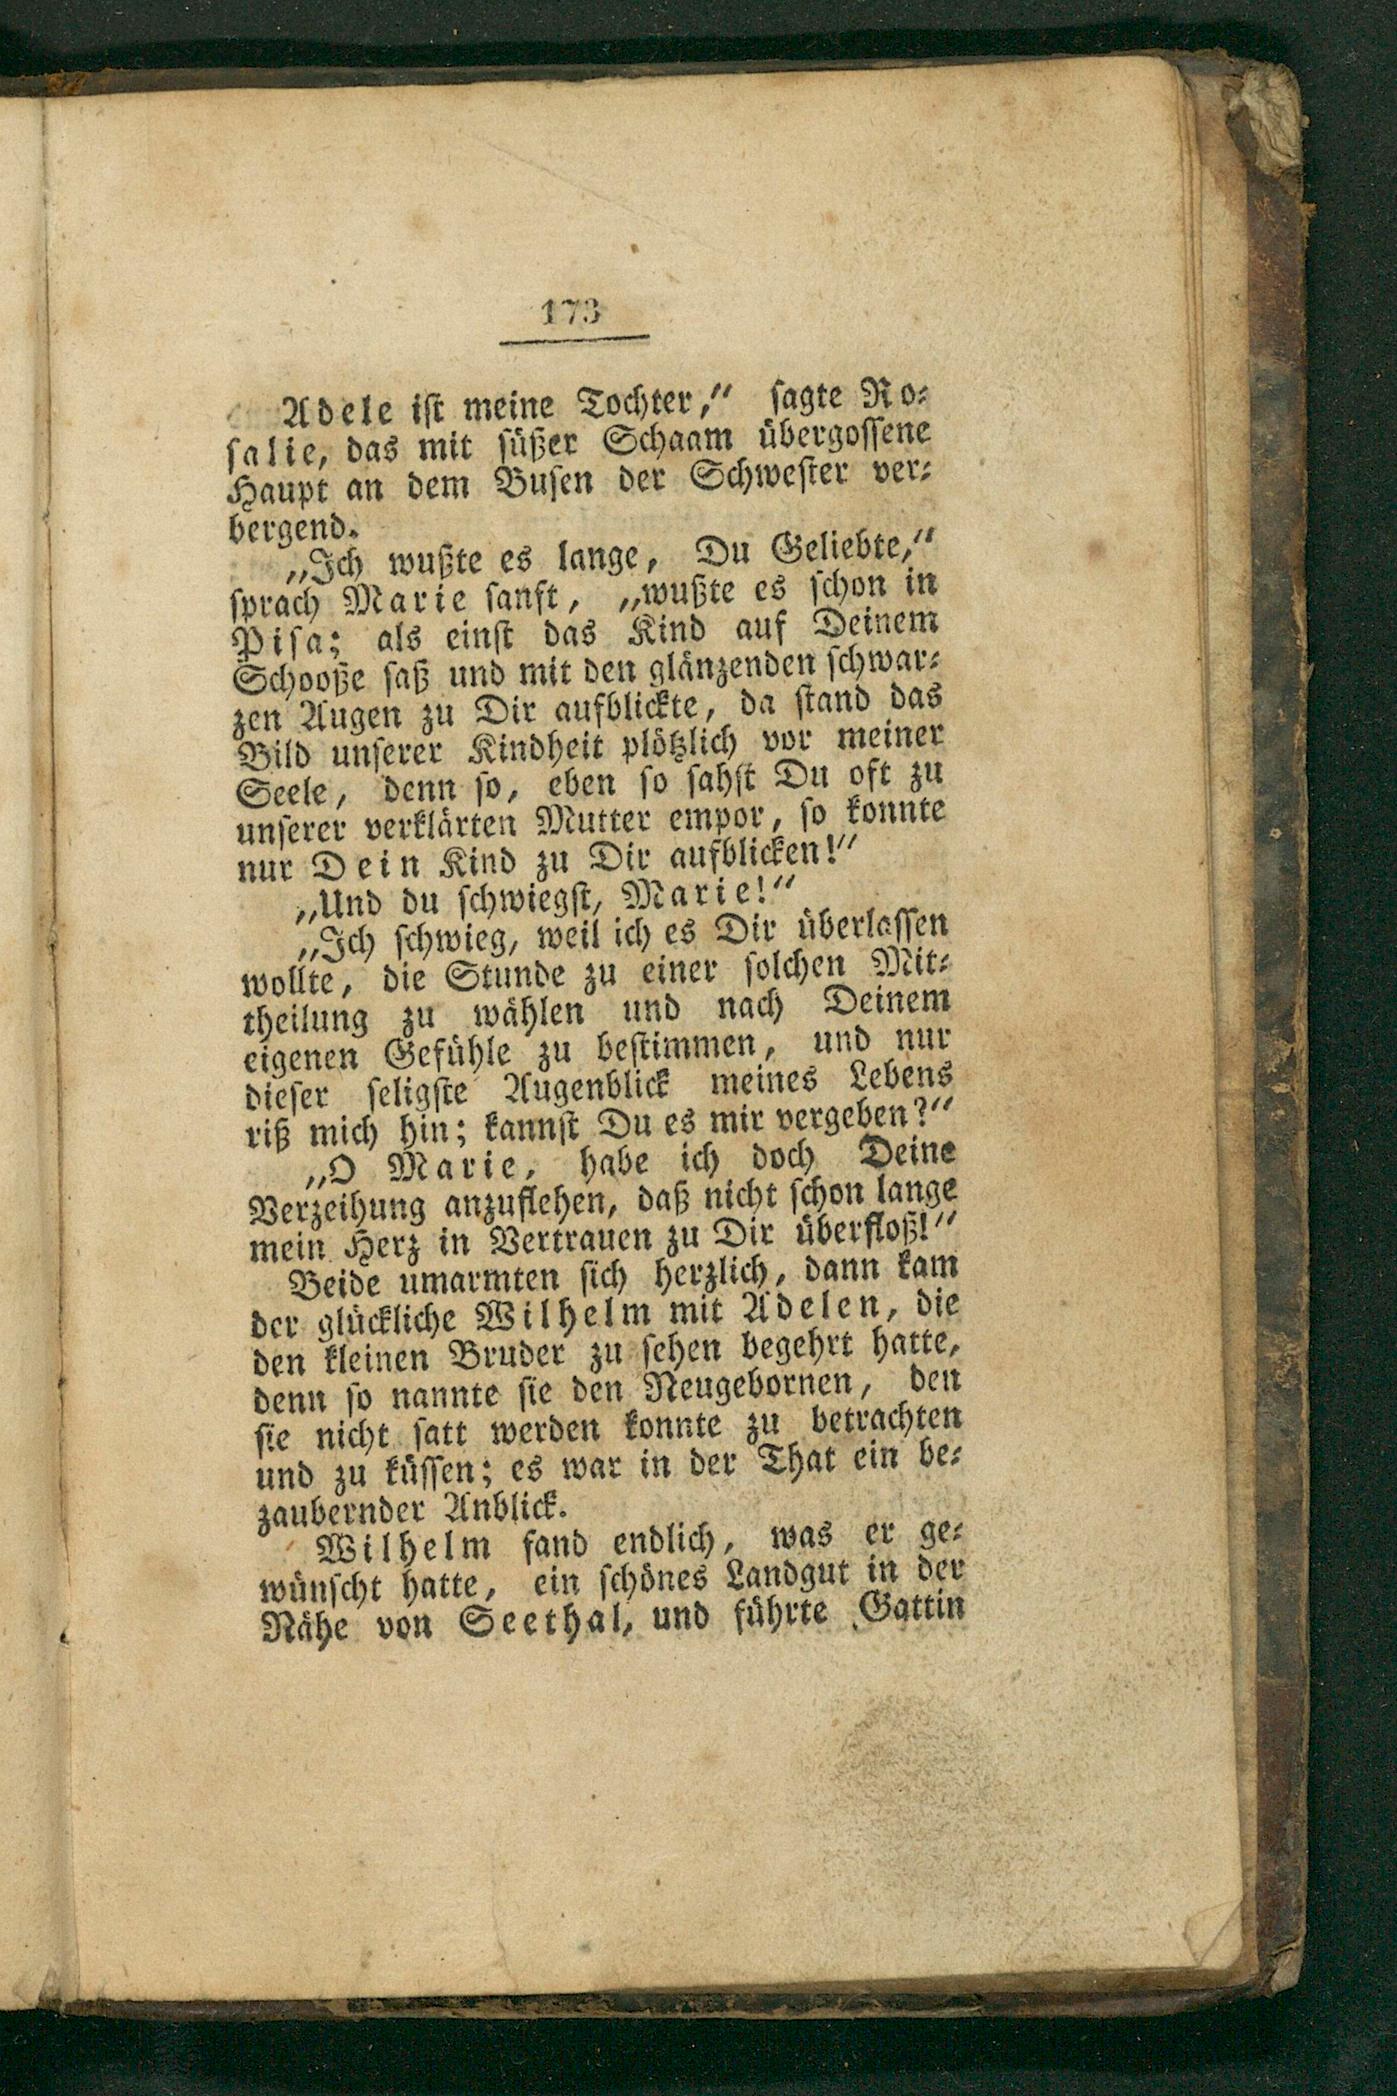 173
Adele ist meine Tochter,“ sagte Ro-
salie, das mit süßer Schaam übergossene
Haupt an dem Busen der Schwester ver-
bergend.
„Ich wußte es lange, Du Geliebte,“
sprach Marie sanft, „wußte es schon in
Pisa; als einst das Kind auf Deinem
Schooße saß und mit den glänzenden schwar-
zen Augen zu Dir aufblickte, da stand das
Bild unserer Kindheit plötzlich vor meiner
Seele, denn so, eben so sahst Du oft zu
unserer verklärten Mutter empor, so konnte
nur Dein Kind zu Dir aufblicken!“
„Und du schwiegst, Marie!“
„Ich schwieg, weil ich es Dir überlassen
wollte, die Stunde zu einer solchen Mit-
theilung zu wählen und nach Deinem
eigenen Gefühle zu bestimmen, und nur
dieser seligste Augenblick meines Lebens
riß mich hin; kannst Du es mir vergeben?“
„O Marie, habe ich doch Deine
Verzeihung anzuflehen, daß nicht schon lange
mein Herz in Vertrauen zu Dir überfloß!“
Beide umarmten sich herzlich, dann kam
der glückliche Wilhelm mit Adelen, die
den kleinen Bruder zu sehen begehrt hatte,
denn so nannte sie den Neugebornen, den
sie nicht satt werden konnte zu betrachten
und zu küssen; es war in der That ein be-
zaubernder Anblick.
Wilhelm fand endlich, was er ge-
wünscht hatte, ein schönes Landgut in der
Nähe von Seethal, und führte Gattin